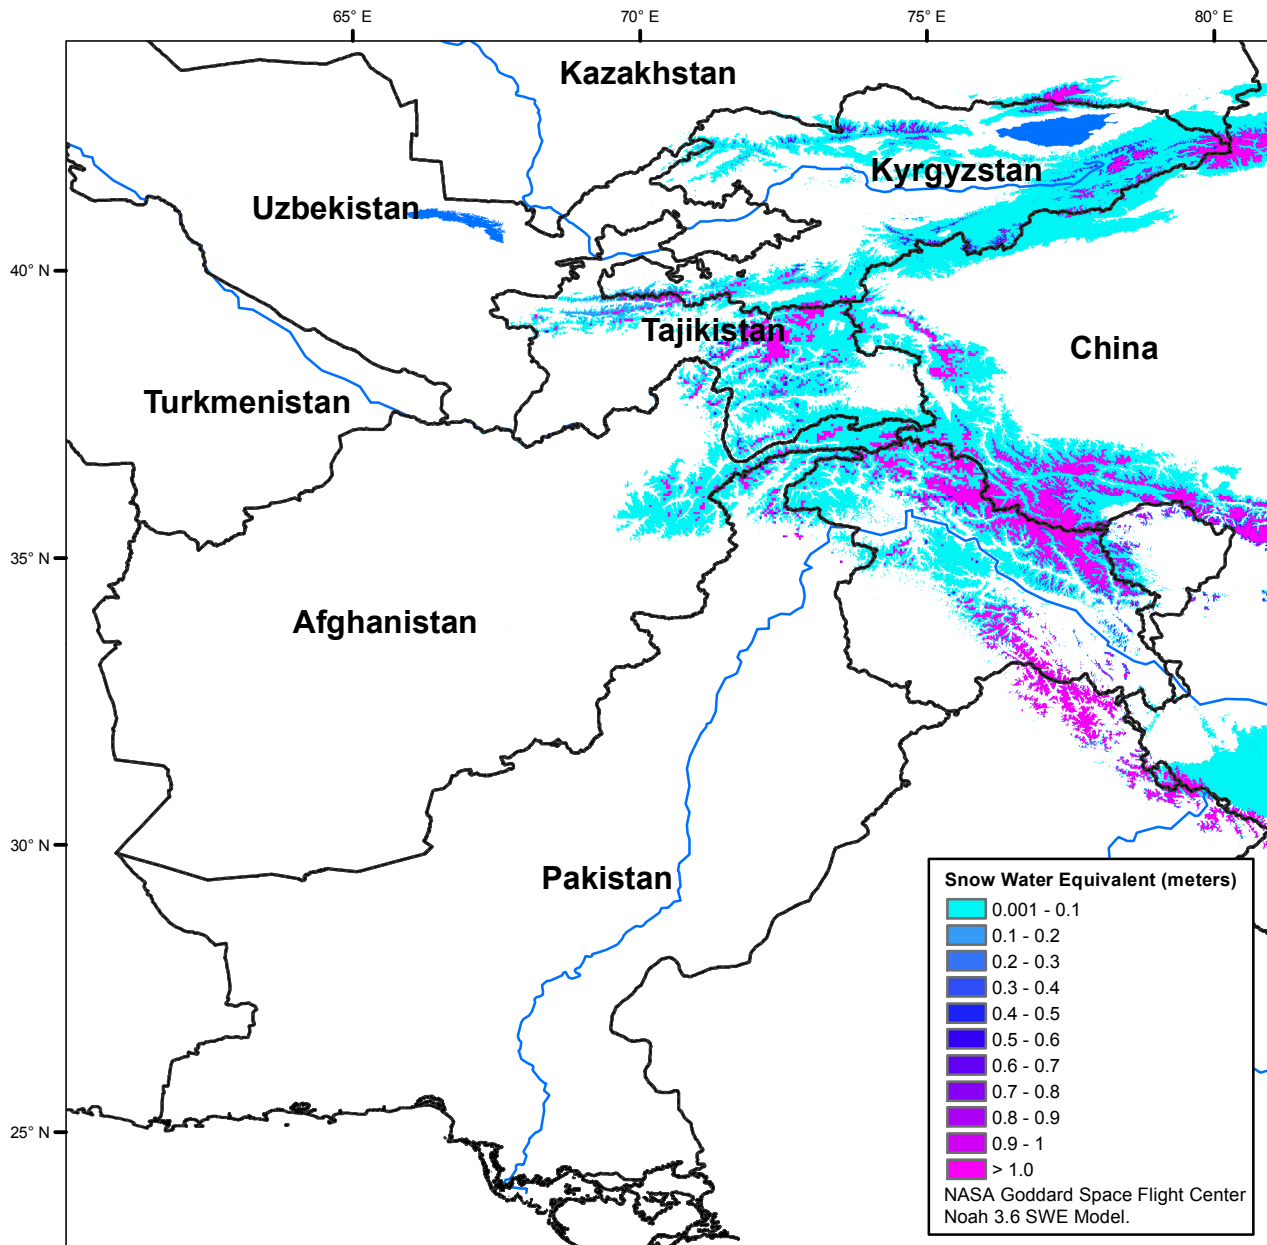 65° E
70° E
75° E
80° E
Kazakhstan
Kyrgyzstan
Uzbekistan
40° N
Tajikistan
China
Turkmenistan
35° N
Afghanistan
30° N
Pakistan
Snow Water Equivalent (meters)
0.001 - 0.1
0.1 - 0.2
0.2 - 0.3
0.3 - 0.4
0.4 - 0.5
0.5 - 0.6
0.6 - 0.7
0.7 - 0.8
0.8 - 0.9
0.9 - 1
> 1.0
NASA Goddard Space Flight Center
Noah 3.6 SWE Model.
25° N